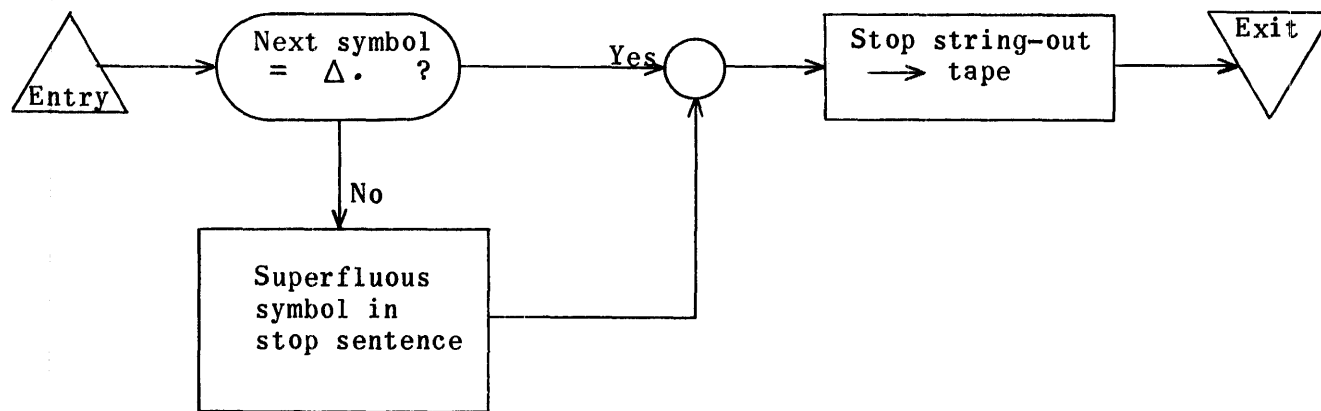 Entry
Next symbol
= Δ. ?
Yes
No
Superfluous
symbol in
stop sentence
Stop string-out
→ tape
Exit